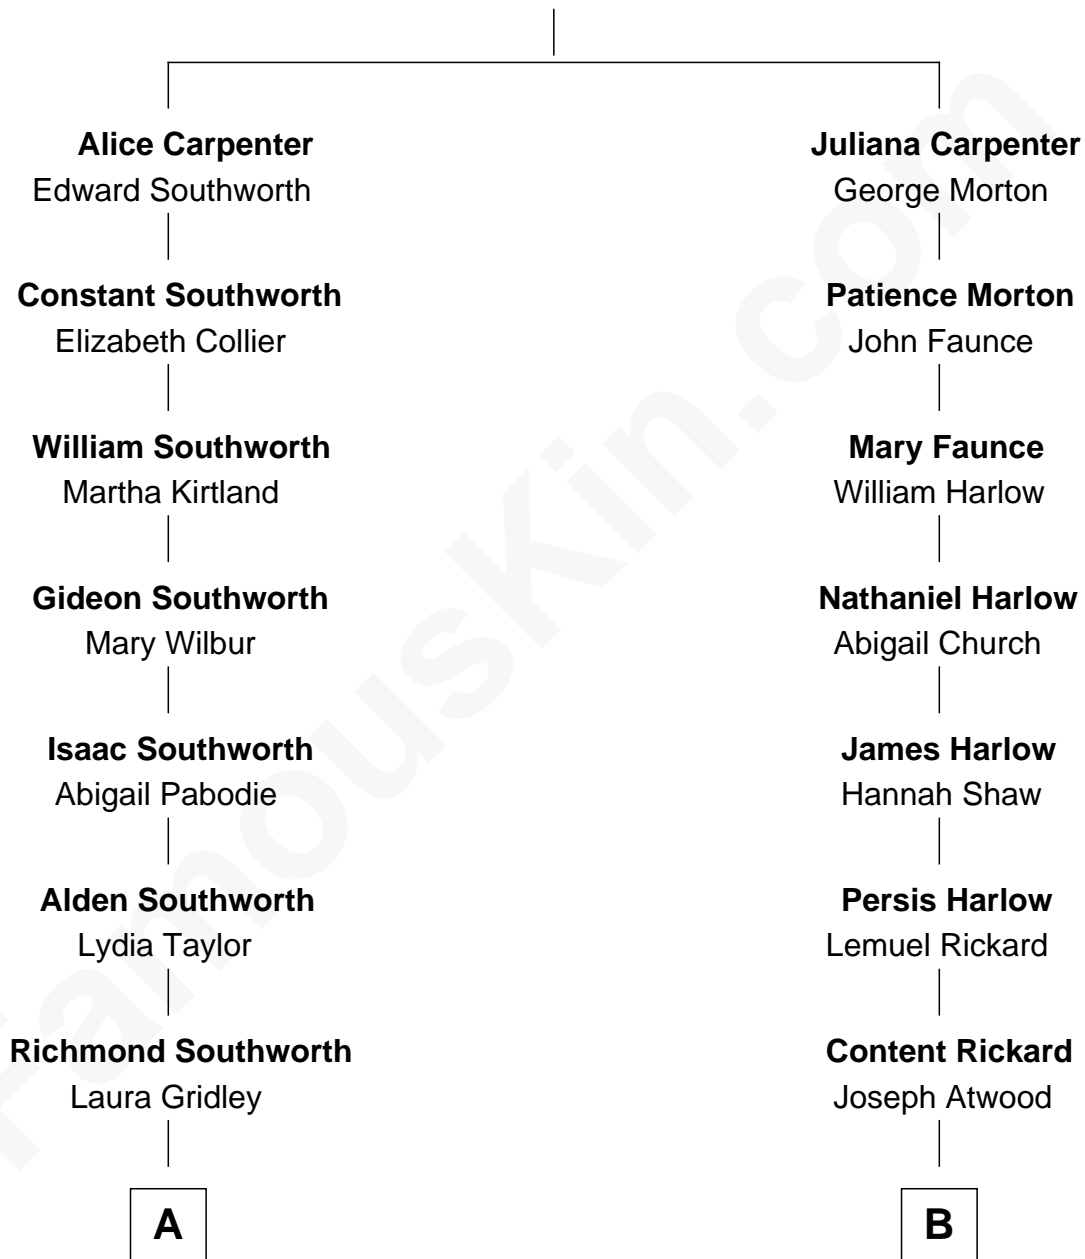 Alice Carpenter
Edward Southworth
Constant Southworth
Elizabeth Collier
William Southworth
Martha Kirtland
Gideon Southworth
Mary Wilbur
Isaac Southworth
Abigail Pabodie
Alden Southworth
Lydia Taylor
Richmond Southworth
Laura Gridley
A
Juliana Carpenter
George Morton
Patience Morton
John Faunce
Mary Faunce
William Harlow
Nathaniel Harlow
Abigail Church
James Harlow
Hannah Shaw
Persis Harlow
Lemuel Rickard
Content Rickard
Joseph Atwood
B
FamousKin.com